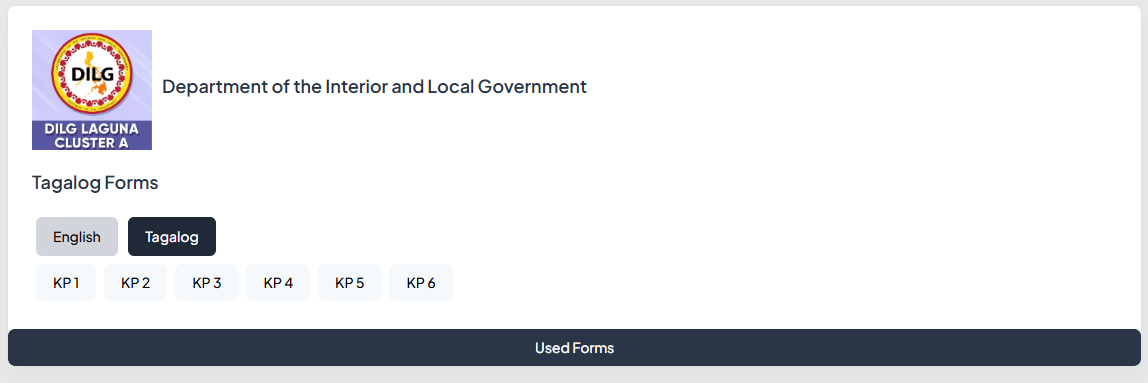 DILG
DILG LAGUNA
CLUSTER A
Department of the Interior and Local Government
Tagalog Forms
English
Tagalog
KP 1
KP 2
KP 3
KP 4
KP 5
KP 6
Used Forms